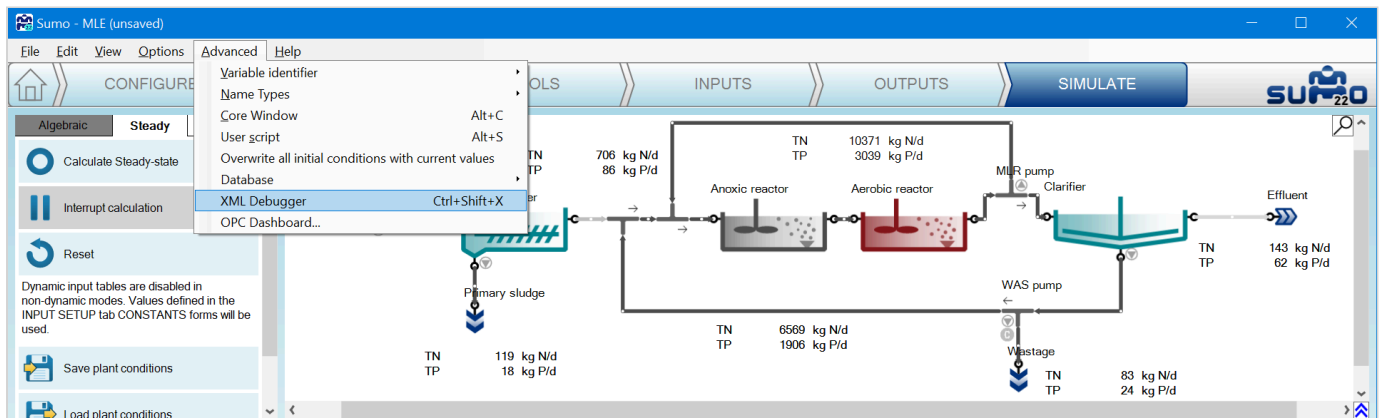 Sumo - MLE (unsaved)
File Edit View Options Advanced Help
CONFIGURE
OLS
INPUTS
OUTPUTS
SIMULATE
SUMO
22
Variable identifier
Name Types
Core Window Alt+C
User script Alt+S
Overwrite all initial conditions with current values
Database
XML Debugger Ctrl+Shift+X
OPC Dashboard...
Algebraic Steady
Calculate Steady-state
Interrupt calculation
Reset
Dynamic input tables are disabled in
non-dynamic modes. Values defined in the
INPUT SETUP tab CONSTANTS forms will be
used.
Save plant conditions
Load plant conditions
TN 706 kg N/d
TP 86 kg P/d
TN 10371 kg N/d
TP 3039 kg P/d
MLR pump
er
Anoxic reactor
Aerobic reactor
Clarifier
Effluent
TN 143 kg N/d
TP 62 kg P/d
Primary sludge
WAS pump
TN 6569 kg N/d
TP 1906 kg P/d
C
Wastage
TN 119 kg N/d
TP 18 kg P/d
TN 83 kg N/d
TP 24 kg P/d